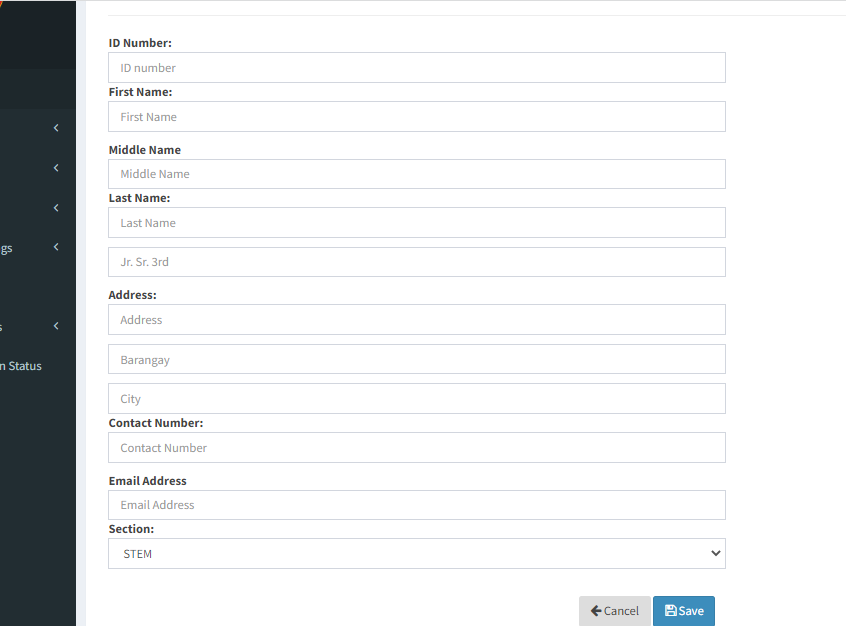 ID Number:
ID number
First Name:
First Name
Middle Name
Middle Name
Last Name:
Last Name
gs
Jr. Sr. 3rd
Address:
Address
s
Barangay
n Status
City
Contact Number:
Contact Number
Email Address
Email Address
Section:
STEM
Cancel Save